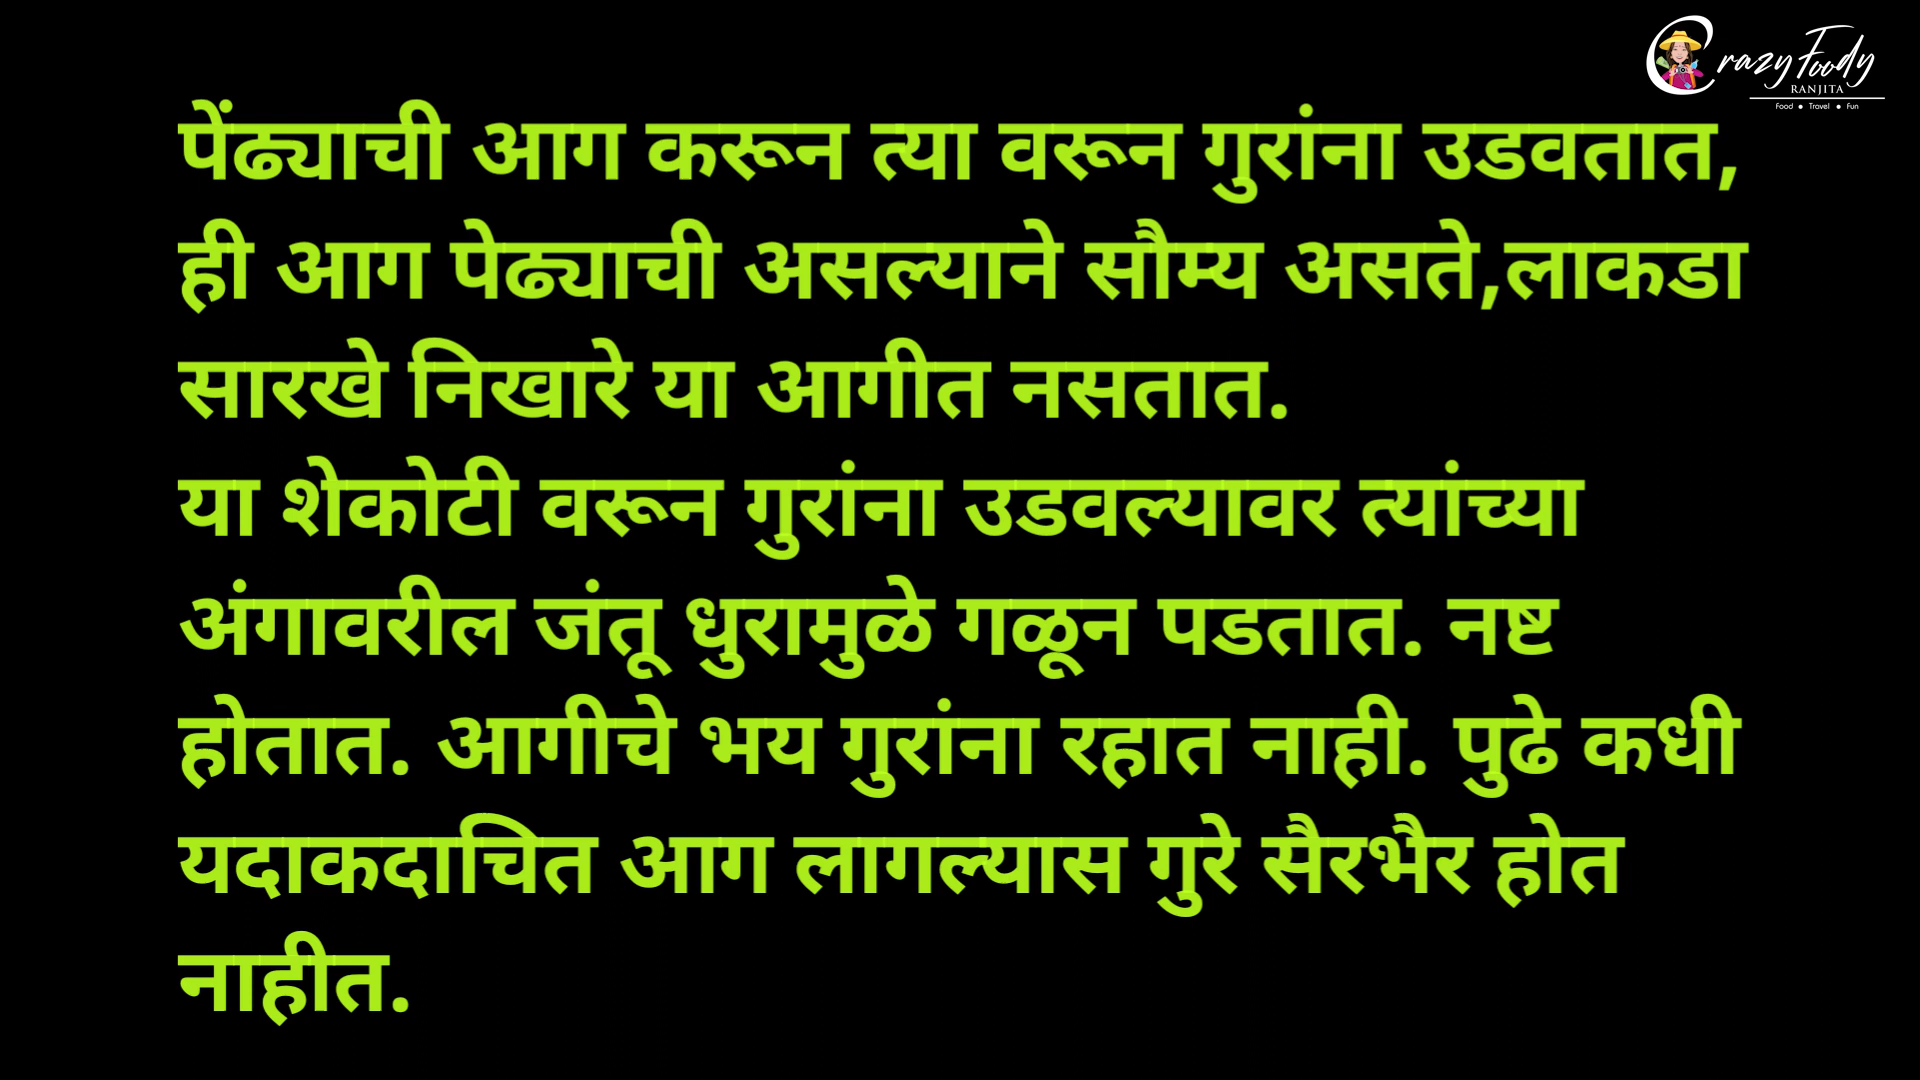 Crazy Foody
RANJITA
Food • Travel • Fun
पेंढ्याची आग करून त्या वरून गुरांना उडवतात,
ही आग पेढ्याची असल्याने सौम्य असते,लाकडा
सारखे निखारे या आगीत नसतात.
या शेकोटी वरून गुरांना उडवल्यावर त्यांच्या
अंगावरील जंतू धुरामुळे गळून पडतात. नष्ट
होतात. आगीचे भय गुरांना रहात नाही. पुढे कधी
यदाकदाचित आग लागल्यास गुरे सैरभैर होत
नाहीत.